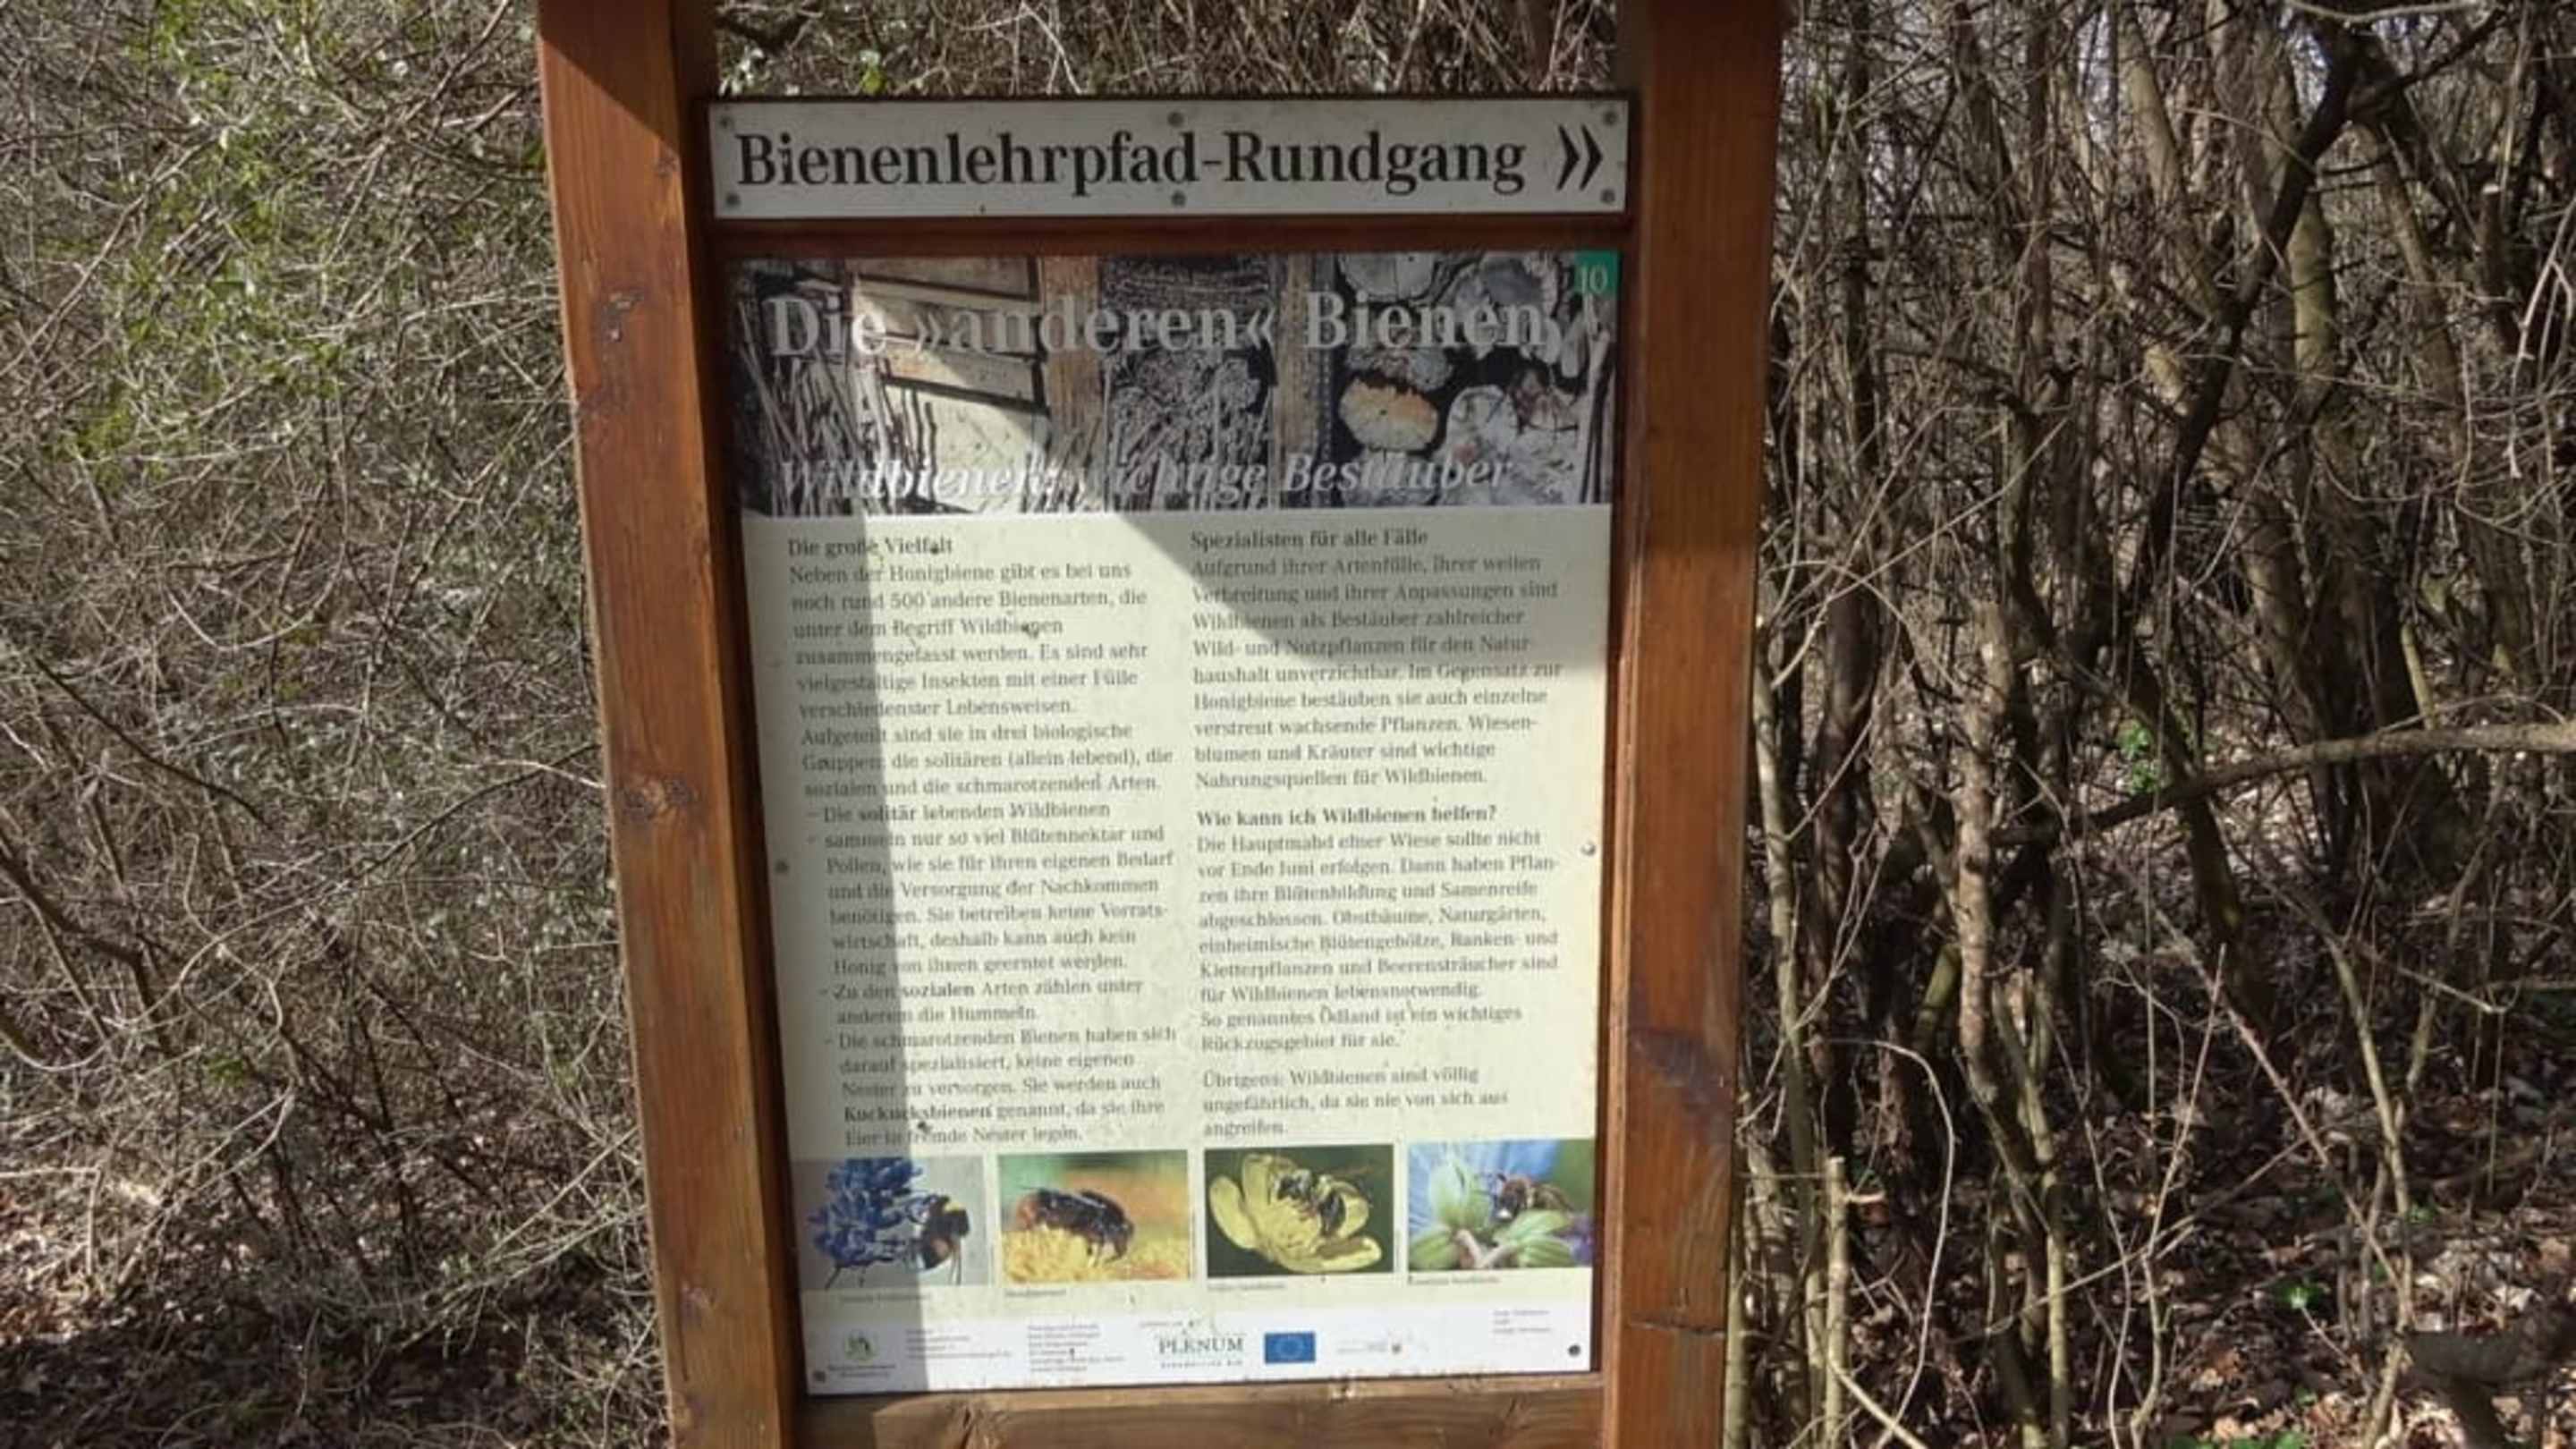 Bienenlehrpfad-Rundgang »
10
Die »anderen« Bienen
Wildbienen: wichtige Bestäuber
Die große Vielfalt
Neben der Honigbiene gibt es bei uns
noch rund 500 andere Bienenarten, die
unter dem Begriff Wildbienen
zusammengefasst werden. Es sind sehr
vielgestaltige Insekten mit einer Fülle
verschiedenster Lebensweisen.
Aufgeteilt sind sie in drei biologische
Gruppen: die solitären (allein lebend), die
sozialen und die schmarotzenden Arten.
– Die solitär lebenden Wildbienen
– sammeln nur so viel Blütennektar und
Pollen, wie sie für ihren eigenen Bedarf
und die Versorgung der Nachkommen
benötigen. Sie betreiben keine Vorrats-
wirtschaft, deshalb kann auch kein
Honig von ihnen geerntet werden.
– Zu den sozialen Arten zählen unter
anderem die Hummeln.
– Die schmarotzenden Bienen haben sich
darauf spezialisiert, keine eigenen
Nester zu versorgen. Sie werden auch
Kuckucksbienen genannt, da sie ihre
Eier in fremde Nester legen.
Spezialisten für alle Fälle
Aufgrund ihrer Artenfülle, ihrer weiten
Verbreitung und ihrer Anpassungen sind
Wildbienen als Bestäuber zahlreicher
Wild- und Nutzpflanzen für den Natur-
haushalt unverzichtbar. Im Gegensatz zur
Honigbiene bestäuben sie auch einzelne
verstreut wachsende Pflanzen. Wiesen-
blumen und Kräuter sind wichtige
Nahrungsquellen für Wildbienen.
Wie kann ich Wildbienen helfen?
Die Hauptmahd einer Wiese sollte nicht
vor Ende Juni erfolgen. Dann haben Pflan-
zen ihre Blütenbildung und Samenreife
abgeschlossen. Obstbäume, Naturgärten,
einheimische Blütengehölze, Ranken- und
Kletterpflanzen und Beerensträucher sind
für Wildbienen lebensnotwendig.
So genanntes Ödland ist ein wichtiges
Rückzugsgebiet für sie.
Übrigens: Wildbienen sind völlig
ungefährlich, da sie nie von sich aus
angreifen.
PLENUM